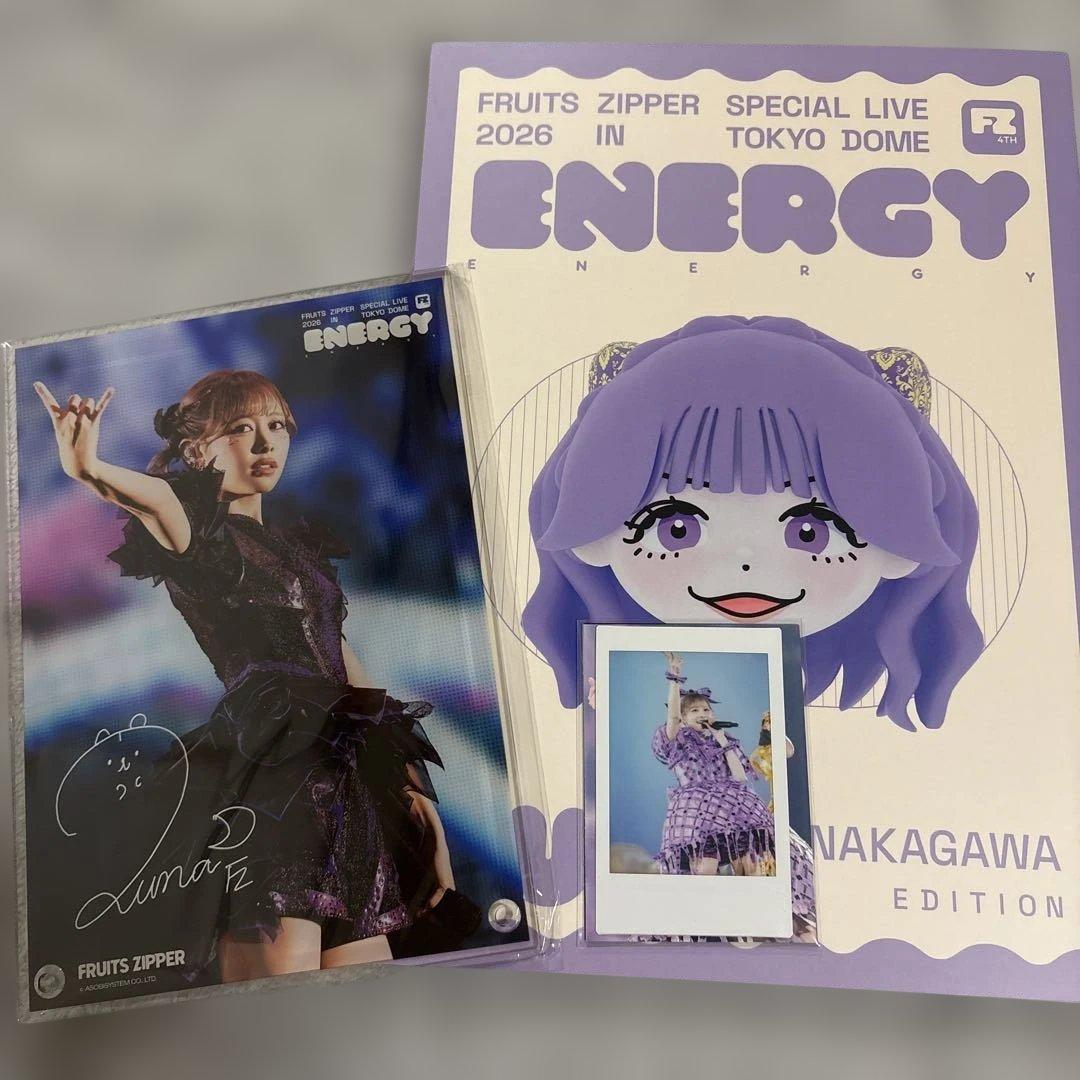 FRUITS ZIPPER SPECIAL LIVE
2026 IN TOKYO DOME
FZ
4TH
ENERGY
E N E R G Y
NAKAGAWA
EDITION
FRUITS ZIPPER SPECIAL LIVE
2026 IN TOKYO DOME
FZ
ENERGY
Luna
FZ
FRUITS ZIPPER
© ASOBISYSTEM CO.,LTD.